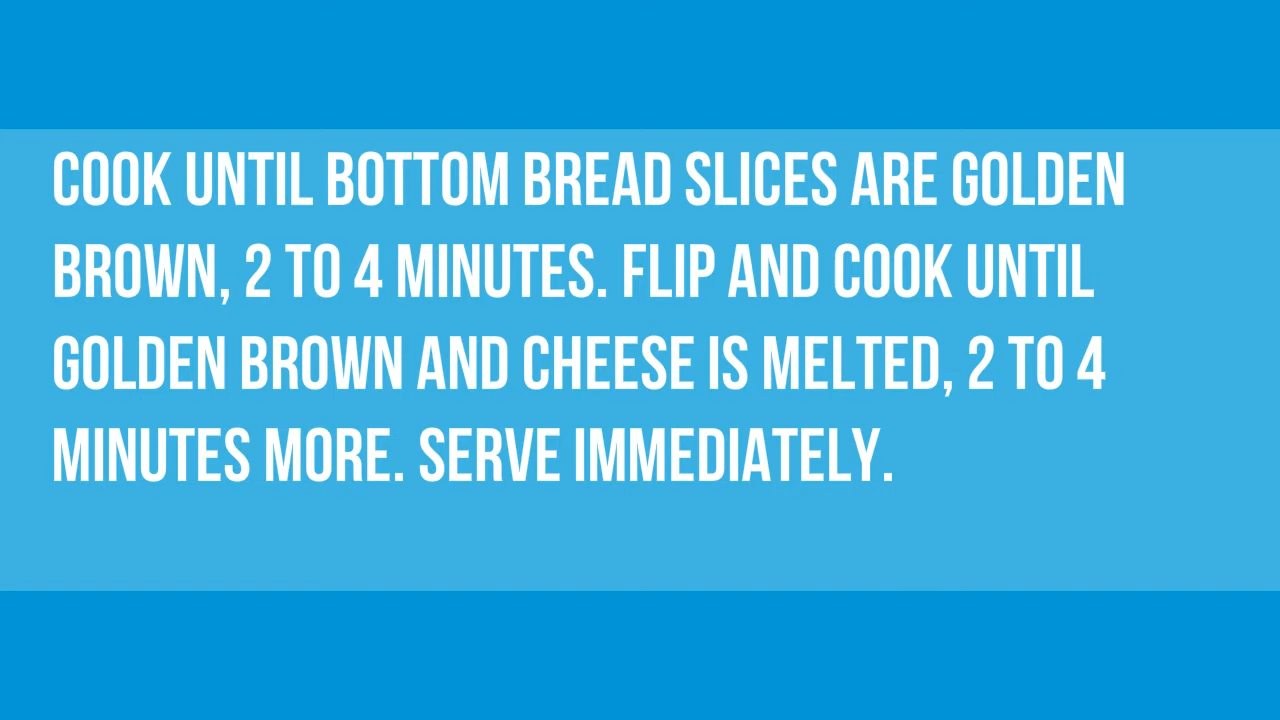 COOK UNTIL BOTTOM BREAD SLICES ARE GOLDEN
BROWN, 2 TO 4 MINUTES. FLIP AND COOK UNTIL
GOLDEN BROWN AND CHEESE IS MELTED, 2 TO 4
MINUTES MORE. SERVE IMMEDIATELY.